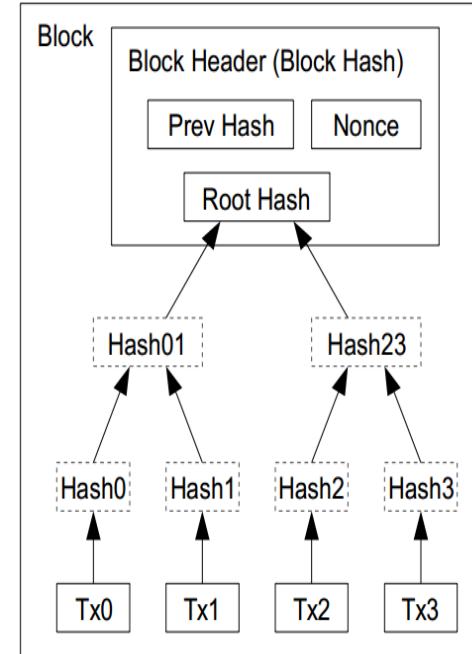 Block
Block Header (Block Hash)
Prev Hash Nonce
Root Hash
Hash01 Hash23
Hash0 Hash1 Hash2 Hash3
Tx0 Tx1 Tx2 Tx3